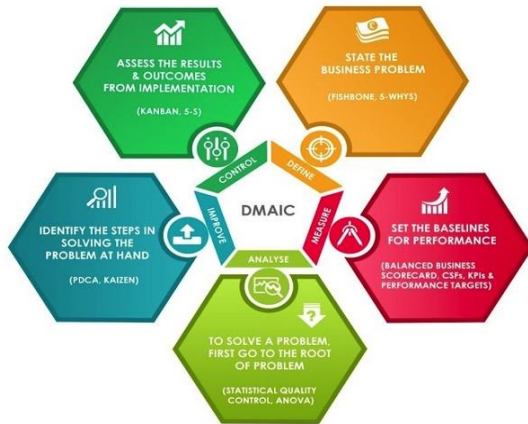 ASSESS THE RESULTS
& OUTCOMES
FROM IMPLEMENTATION
(KANBAN, 5-S)
STATE THE
BUSINESS PROBLEM
(FISHBONE, 5-WHYS)
CONTROL
DEFINE
IMPROVE
DMAIC
MEASURE
ANALYSE
IDENTIFY THE STEPS IN
SOLVING THE
PROBLEM AT HAND
(PDCA, KAIZEN)
SET THE BASELINES
FOR PERFORMANCE
(BALANCED BUSINESS
SCORECARD, CSFs, KPIs &
PERFORMANCE TARGETS)
?
TO SOLVE A PROBLEM,
FIRST GO TO THE ROOT
OF PROBLEM
(STATISTICAL QUALITY
CONTROL, ANOVA)